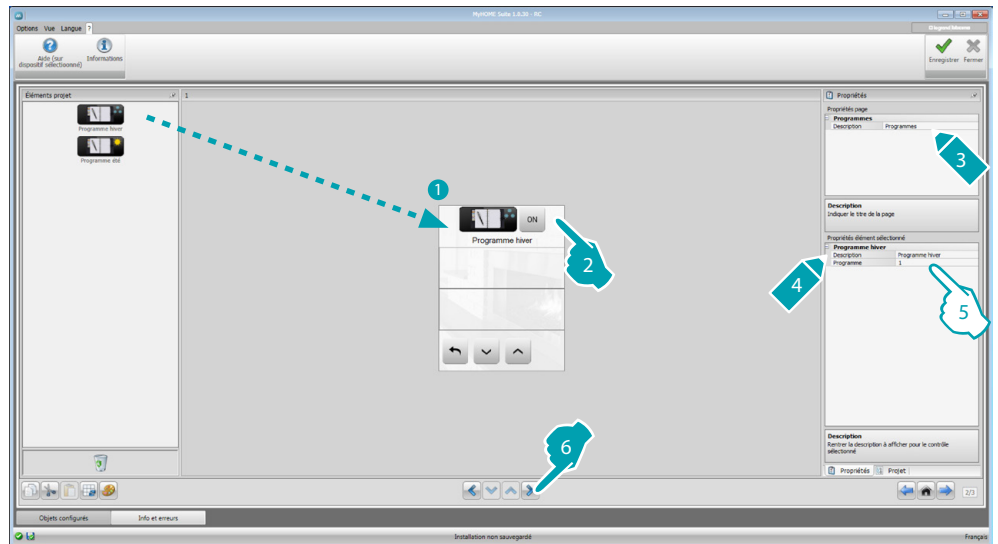 MyHOME Suite 1.0.20 - RC
Options Vue Langue ?
Aide (sur
dispositif sélectioonné)
Informations
Enregistrer Fermer
Eléments projet
Programme hiver
Programme été
1
1
ON
Programme hiver
2
Propriétés
Propriétés page
Programmes
Description Programmes
3
Description
Indiquer le titre de la page
Propriétés élément sélectionné
Programme hiver
Description Programme hiver
Programme 1
4
5
Description
Rentrer la description à afficher pour le contrôle
sélectionné
Propriétés Projet
6
2/3
Objets configurés Info et erreurs
Installation non sauvegardé
Français